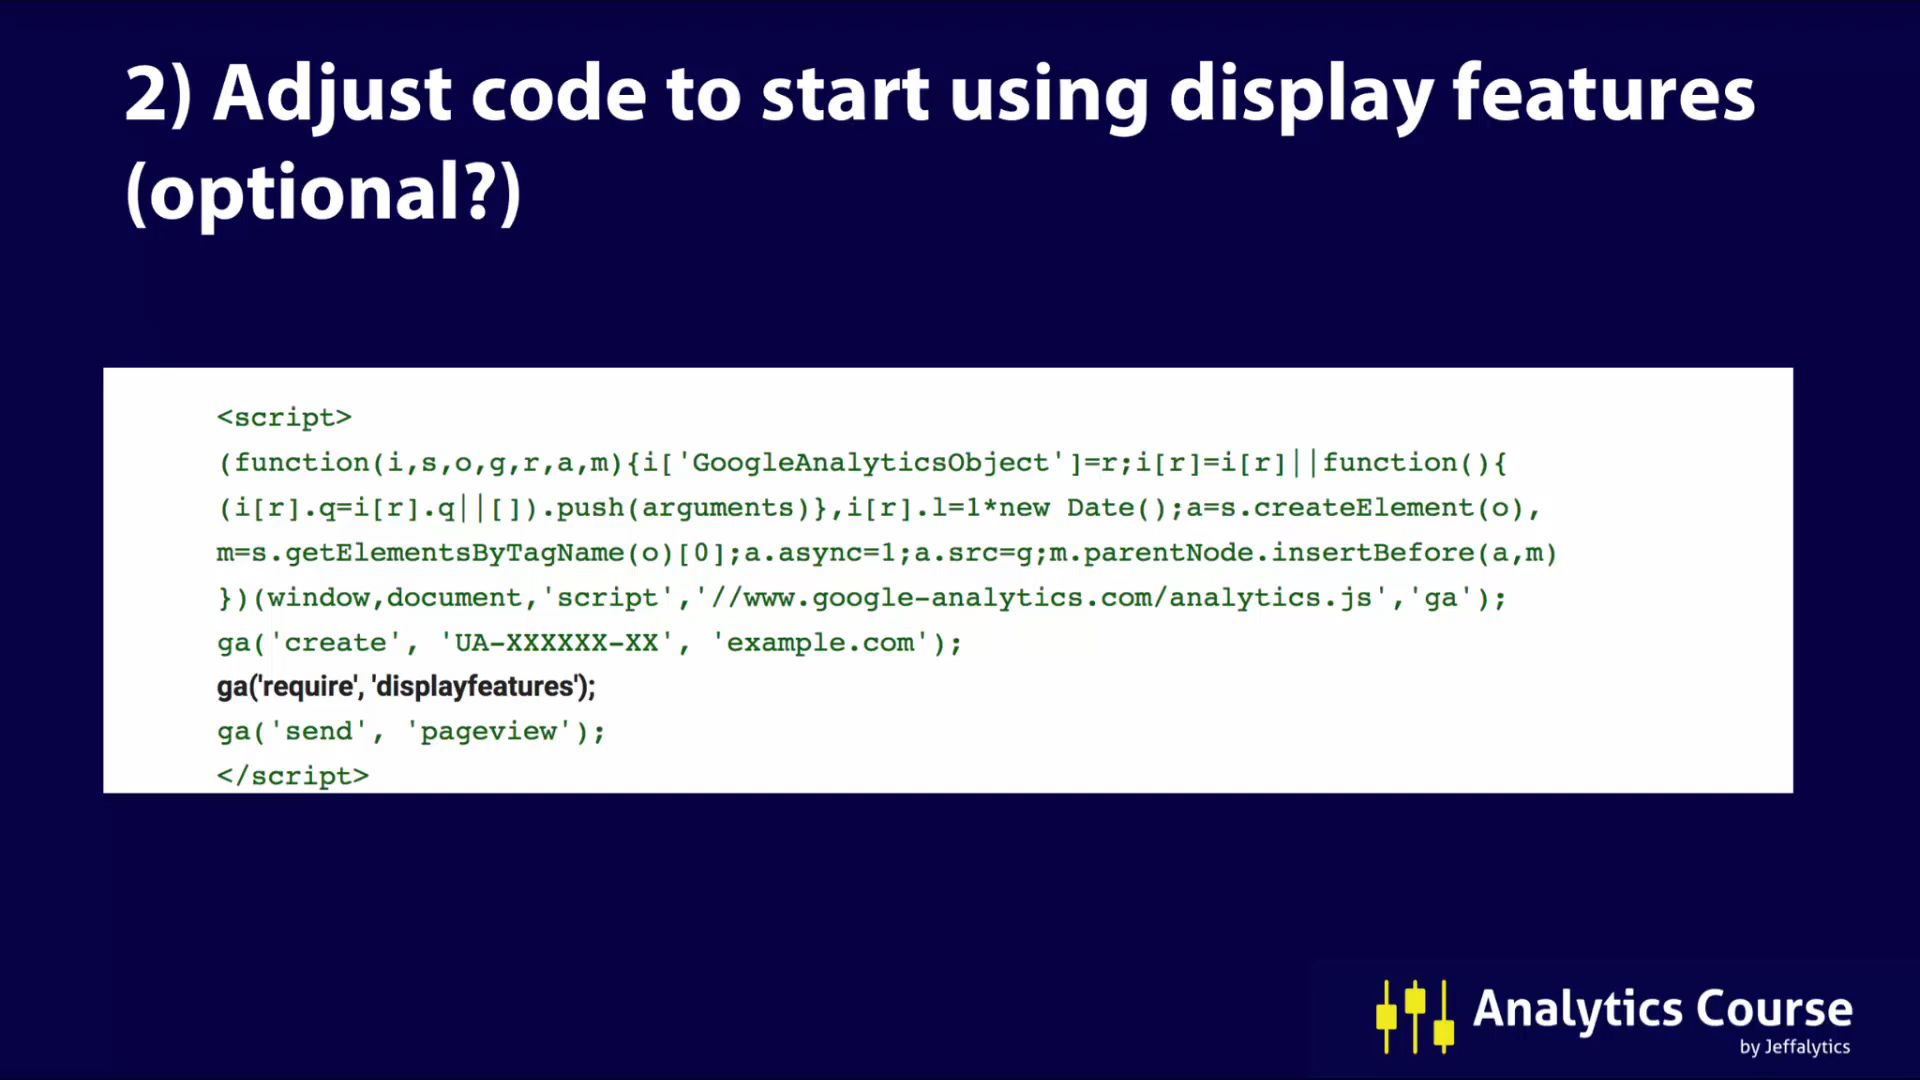 2) Adjust code to start using display features
(optional?)
<script>
(function(i,s,o,g,r,a,m){i['GoogleAnalyticsObject']=r;i[r]=i[r]||function(){
(i[r].q=i[r].q||[]).push(arguments)},i[r].l=1*new Date();a=s.createElement(o),
m=s.getElementsByTagName(o)[0];a.async=1;a.src=g;m.parentNode.insertBefore(a,m)
})(window,document,'script','//www.google-analytics.com/analytics.js','ga');
ga('create', 'UA-XXXXXX-XX', 'example.com');
ga('require', 'displayfeatures');
ga('send', 'pageview');
</script>
Analytics Course
by Jeffalytics